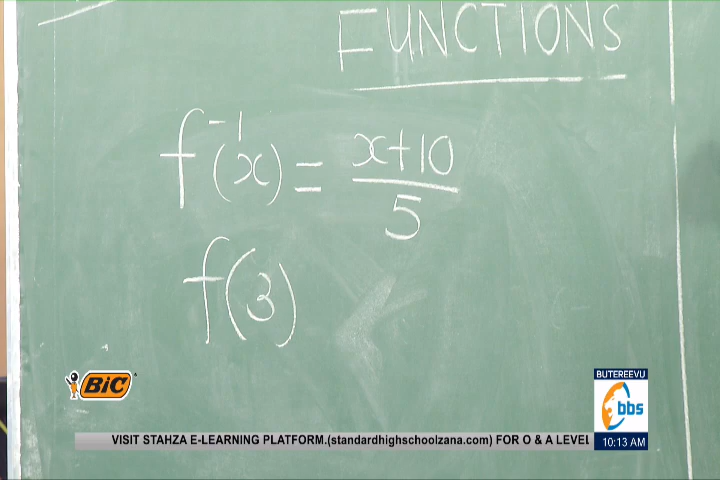 FUNCTIONS
f⁻¹(x) = x+10
5
f(3)
BIC
BUTEREEVU
bbs
VISIT STAHZA E-LEARNING PLATFORM.(standardhighschoolzana.com) FOR O & A LEVEL
10:13 AM